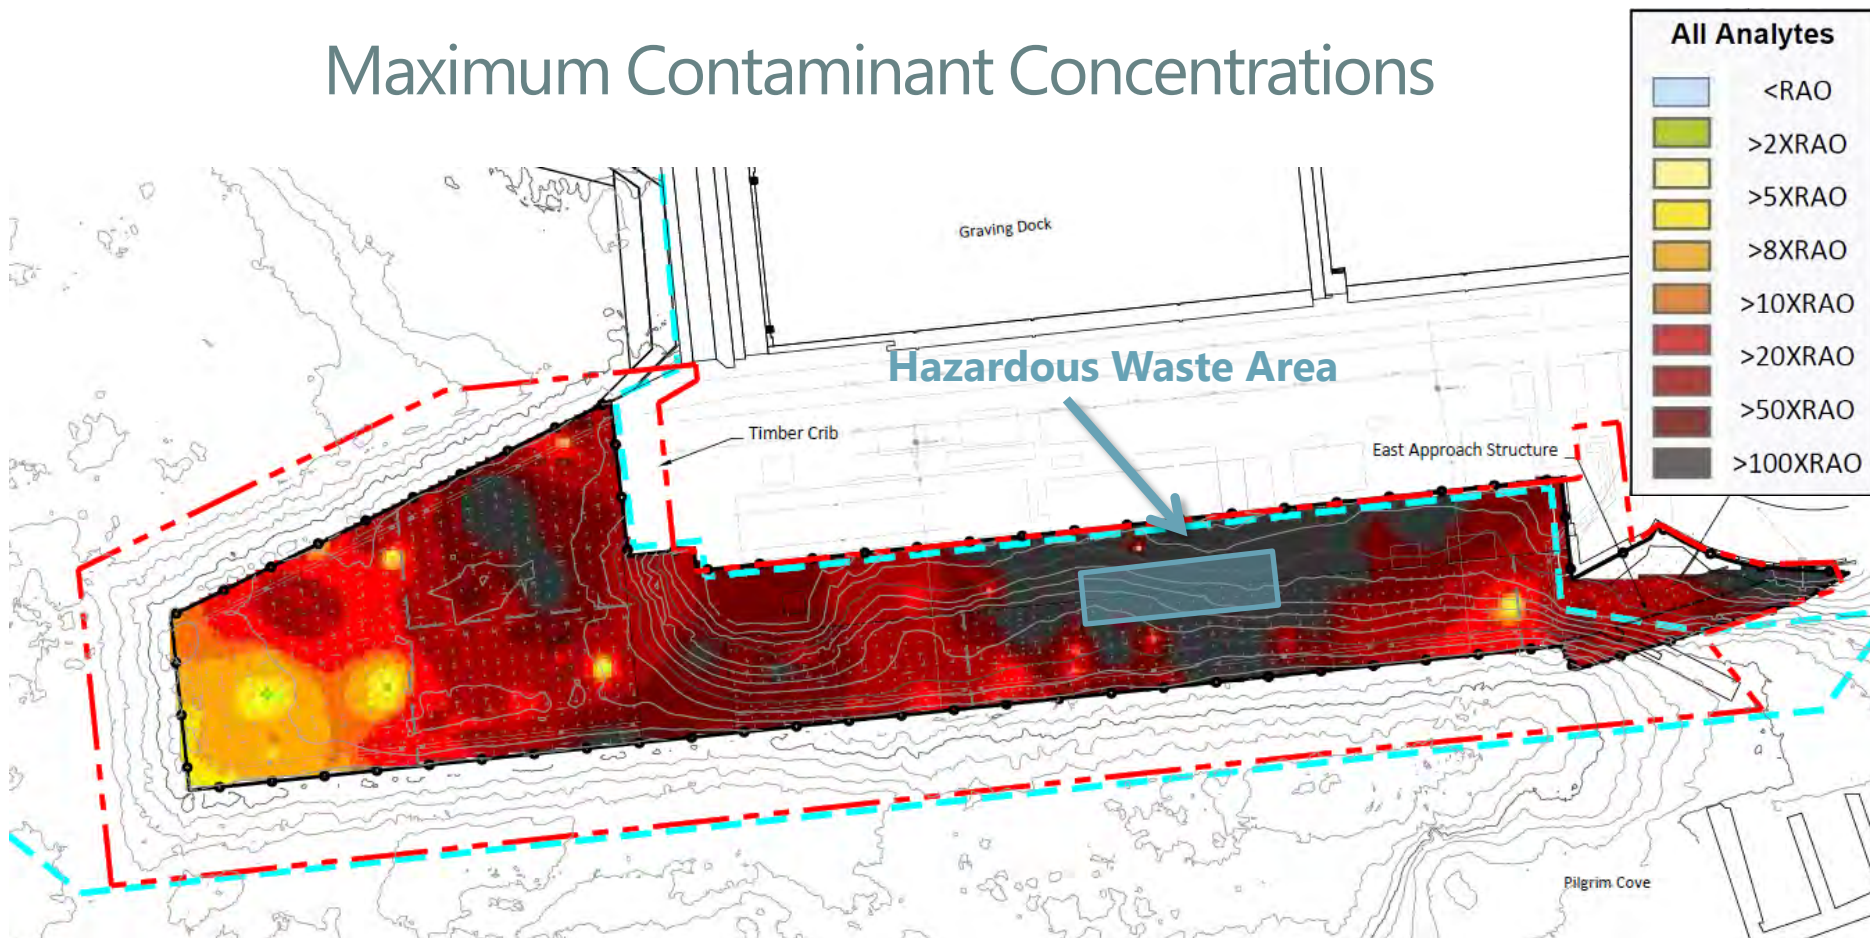 Maximum Contaminant Concentrations
All Analytes
<RAO
>2XRAO
>5XRAO
>8XRAO
>10XRAO
>20XRAO
>50XRAO
>100XRAO
Graving Dock
Hazardous Waste Area
Timber Crib
East Approach Structure
Pilgrim Cove